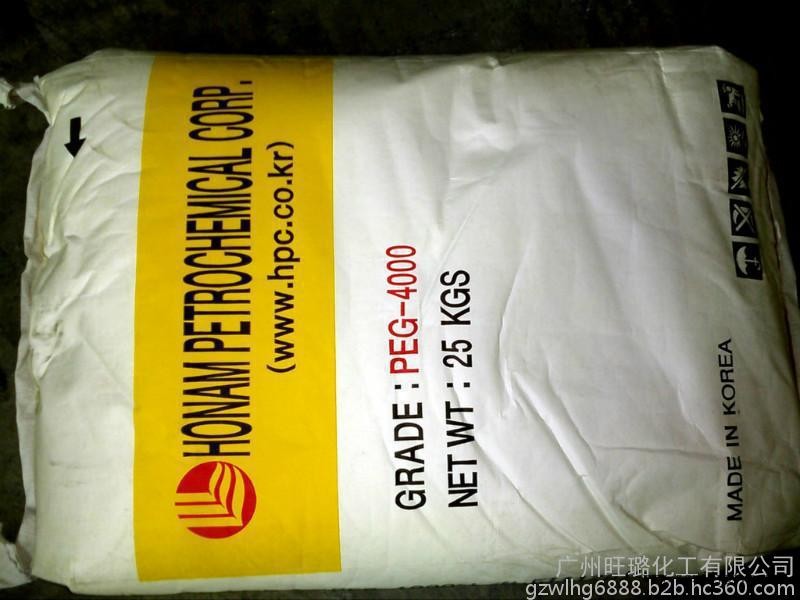 HONAM PETROCHEMICAL CORP.
(www.hpc.co.kr)
GRADE : PEG-4000
NET WT : 25 KGS
MADE IN KOREA
广州旺璐化工有限公司
gzwlhg6888.b2b.hc360.com